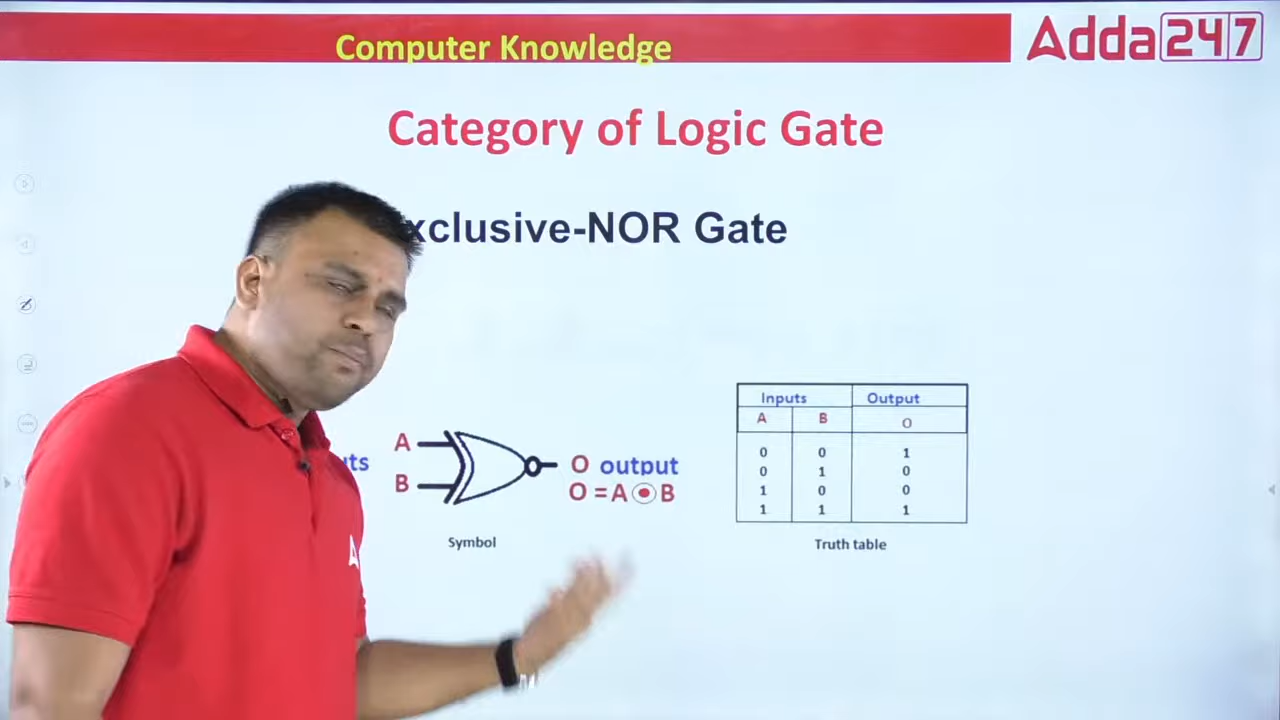 Computer Knowledge
Adda247
Category of Logic Gate
xclusive-NOR Gate
Inputs Output
A B O
0 0 1
0 1 0
1 0 0
1 1 1
Truth table
uts
A
B
O output
O = A ⊙ B
Symbol